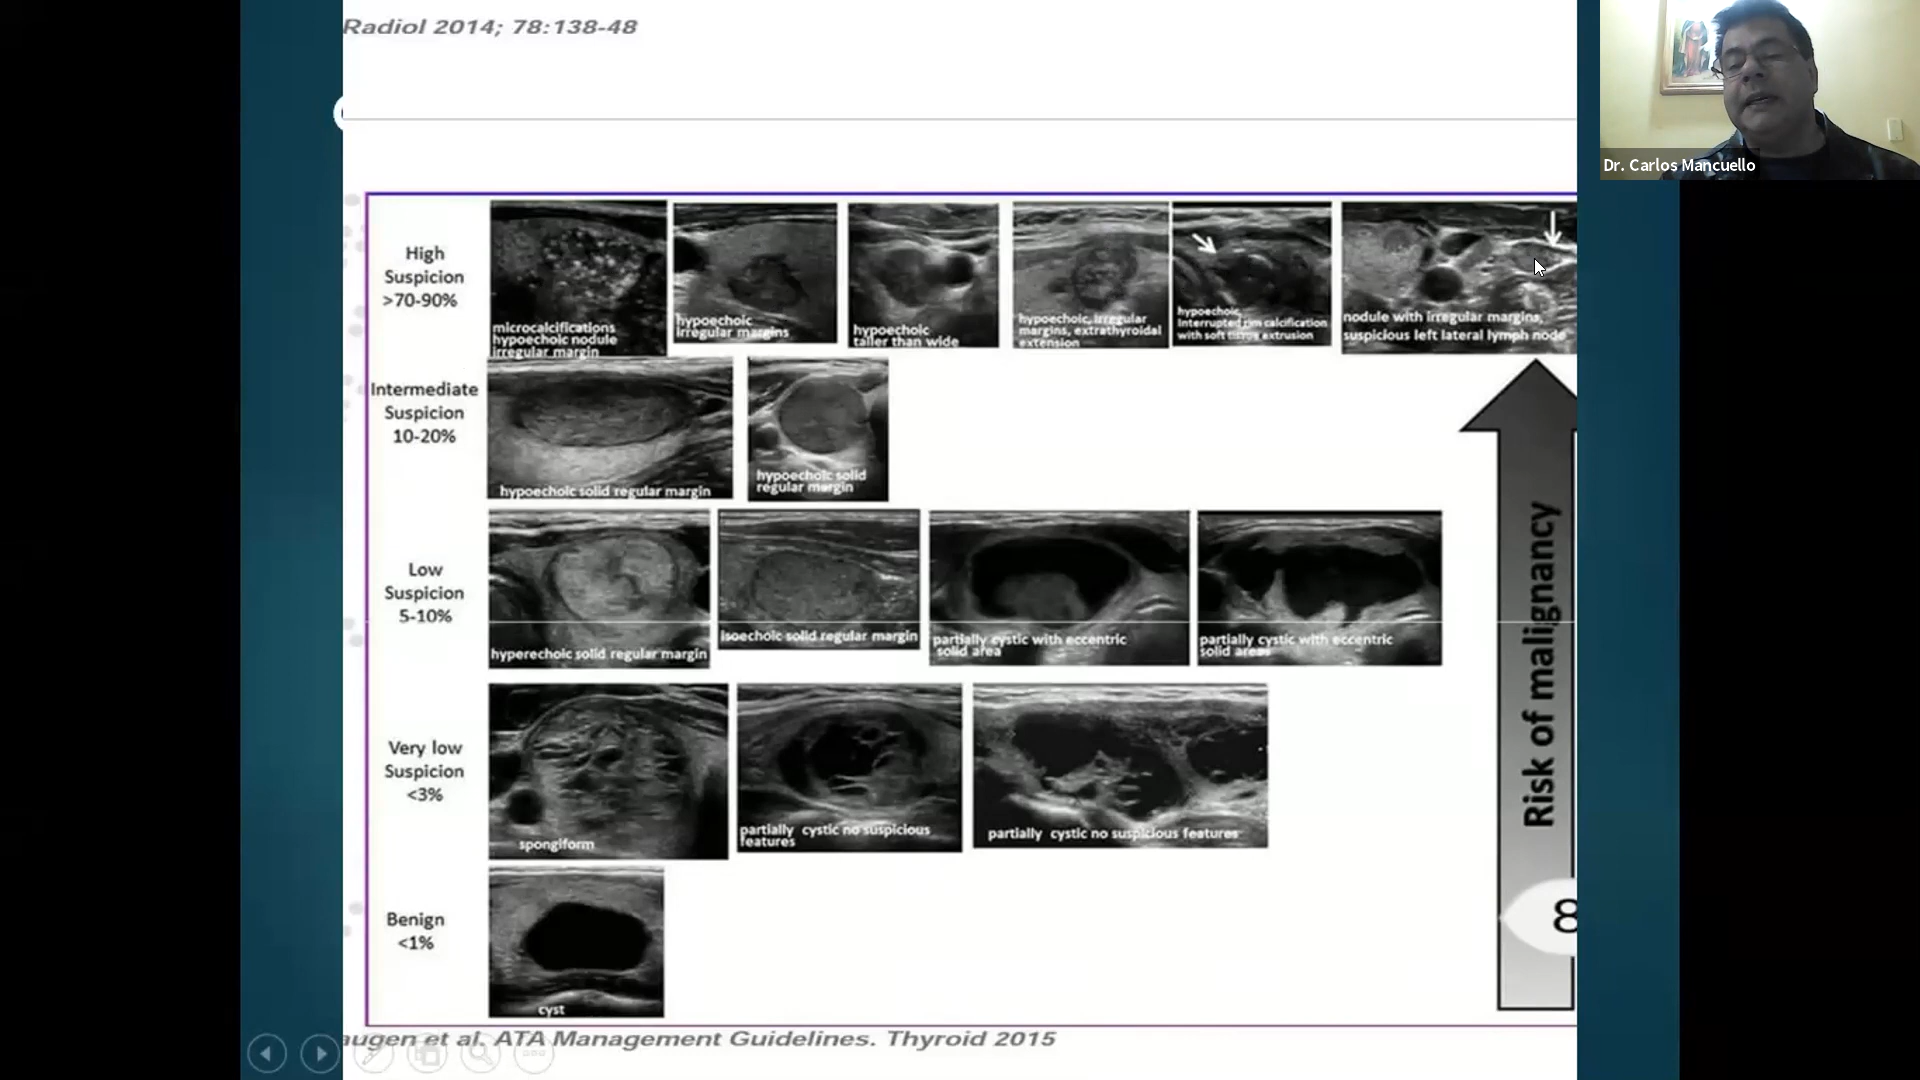 Radiol 2014; 78:138-48
Dr. Carlos Mancuello
High
Suspicion
>70-90%
microcalcifications
hypoechoic nodule
irregular margin
hypoechoic
irregular margins
hypoechoic
taller than wide
hypoechoic, irregular
margins, extrathyroidal
extension
hypoechoic,
interrupted rim calcification
with soft tissue extrusion
nodule with irregular margins,
suspicious left lateral lymph node
Intermediate
Suspicion
10-20%
hypoechoic solid regular margin
hypoechoic solid
regular margin
Low
Suspicion
5-10%
hyperechoic solid regular margin
isoechoic solid regular margin
partially cystic with eccentric
solid area
partially cystic with eccentric
solid areas
Very low
Suspicion
<3%
spongiform
partially cystic no suspicious
features
partially cystic no suspicious features
Benign
<1%
cyst
Risk of malignancy
8
augen et al. ATA Management Guidelines. Thyroid 2015